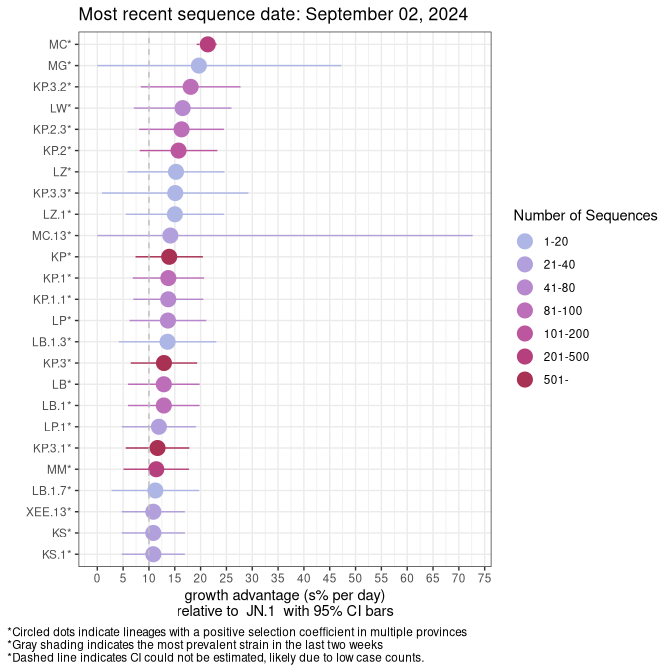 Most recent sequence date: September 02, 2024
MC*
MG*
KP.3.2*
LW*
KP.2.3*
KP.2*
LZ*
KP.3.3*
LZ.1*
MC.13*
KP*
KP.1*
KP.1.1*
LP*
LB.1.3*
KP.3*
LB*
LB.1*
LP.1*
KP.3.1*
MM*
LB.1.7*
XEE.13*
KS*
KS.1*
0 5 10 15 20 25 30 35 40 45 50 55 60 65 70 75
growth advantage (s% per day)
relative to JN.1 with 95% CI bars
Number of Sequences
1-20
21-40
41-80
81-100
101-200
201-500
501-
*Circled dots indicate lineages with a positive selection coefficient in multiple provinces
*Gray shading indicates the most prevalent strain in the last two weeks
*Dashed line indicates CI could not be estimated, likely due to low case counts.